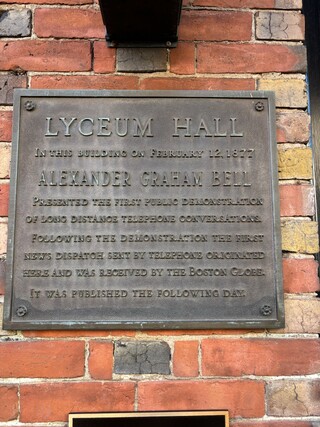 LYCEUM HALL
IN THIS BUILDING ON FEBRUARY 12, 1877
ALEXANDER GRAHAM BELL
PRESENTED THE FIRST PUBLIC DEMONSTRATION
OF LONG DISTANCE TELEPHONE CONVERSATIONS.
FOLLOWING THE DEMONSTRATION THE FIRST
NEWS DISPATCH SENT BY TELEPHONE ORIGINATED
HERE AND WAS RECEIVED BY THE BOSTON GLOBE.
IT WAS PUBLISHED THE FOLLOWING DAY.